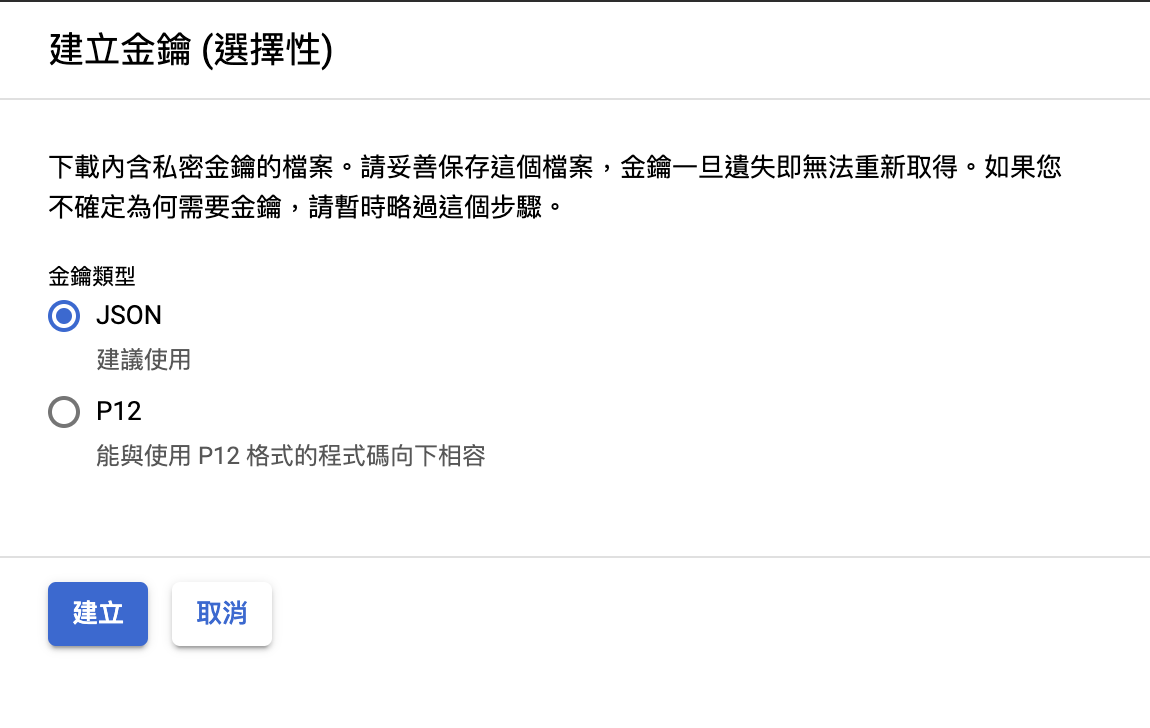 建立金鑰 (選擇性)
下載內含私密金鑰的檔案。請妥善保存這個檔案，金鑰一旦遺失即無法重新取得。如果您
不確定為何需要金鑰，請暫時略過這個步驟。
金鑰類型
JSON
建議使用
P12
能與使用 P12 格式的程式碼向下相容
建立
取消